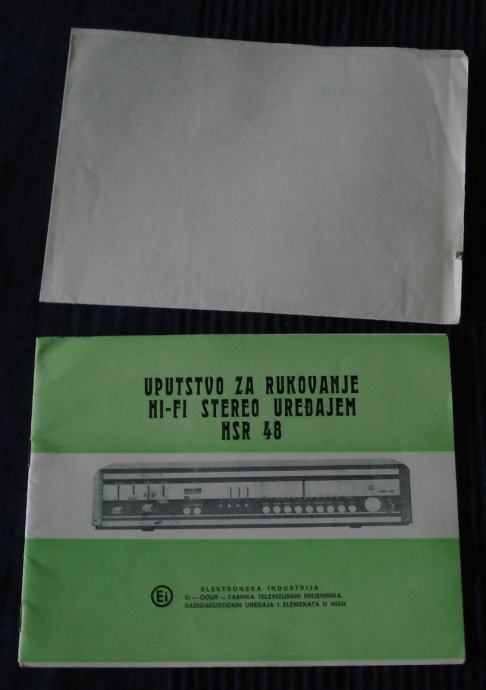 UPUTSTVO ZA RUKOVANJE
HI-FI STEREO UREĐAJEM
HSR 48
Ei
ELEKTRONSKA INDUSTRIJA
Ei — OOUR — FABRIKA TELEVIZIJSKIH PRIJEMNIKA,
RADIOAKUSTIČKIH UREĐAJA I ELEMENATA U NIŠU